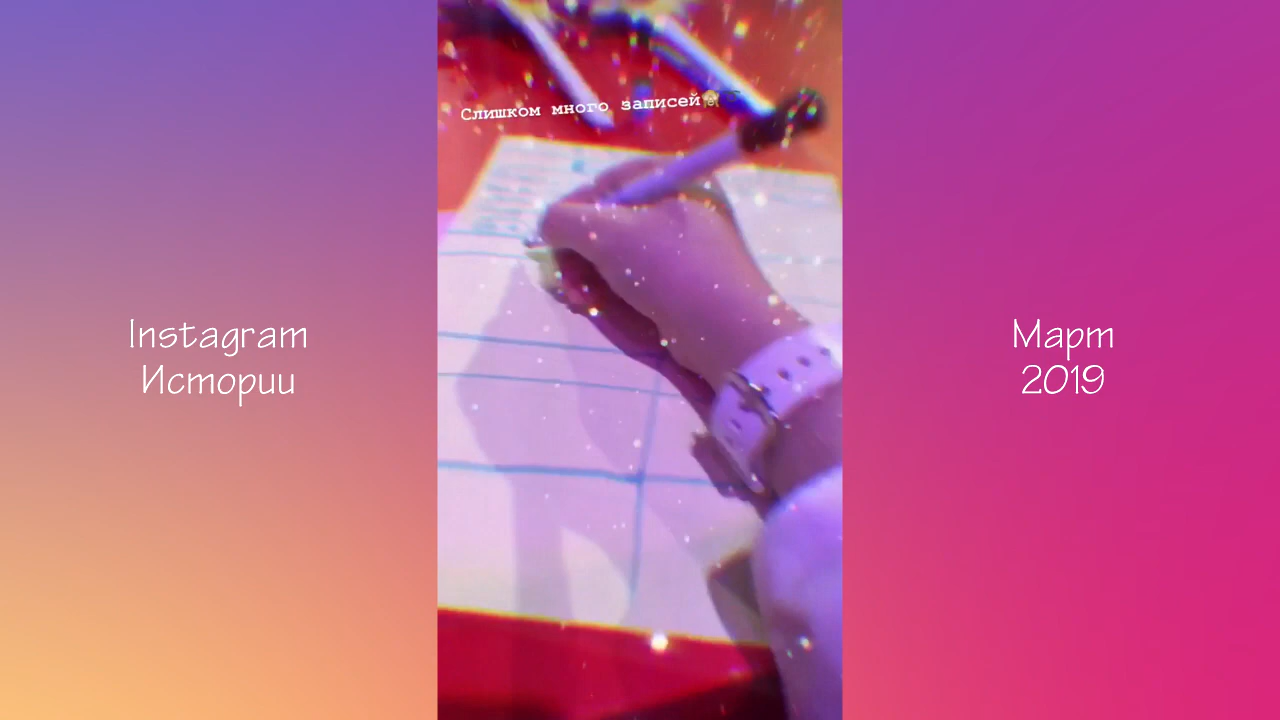 Слишком много записей
Instagram
Истории
Март
2019